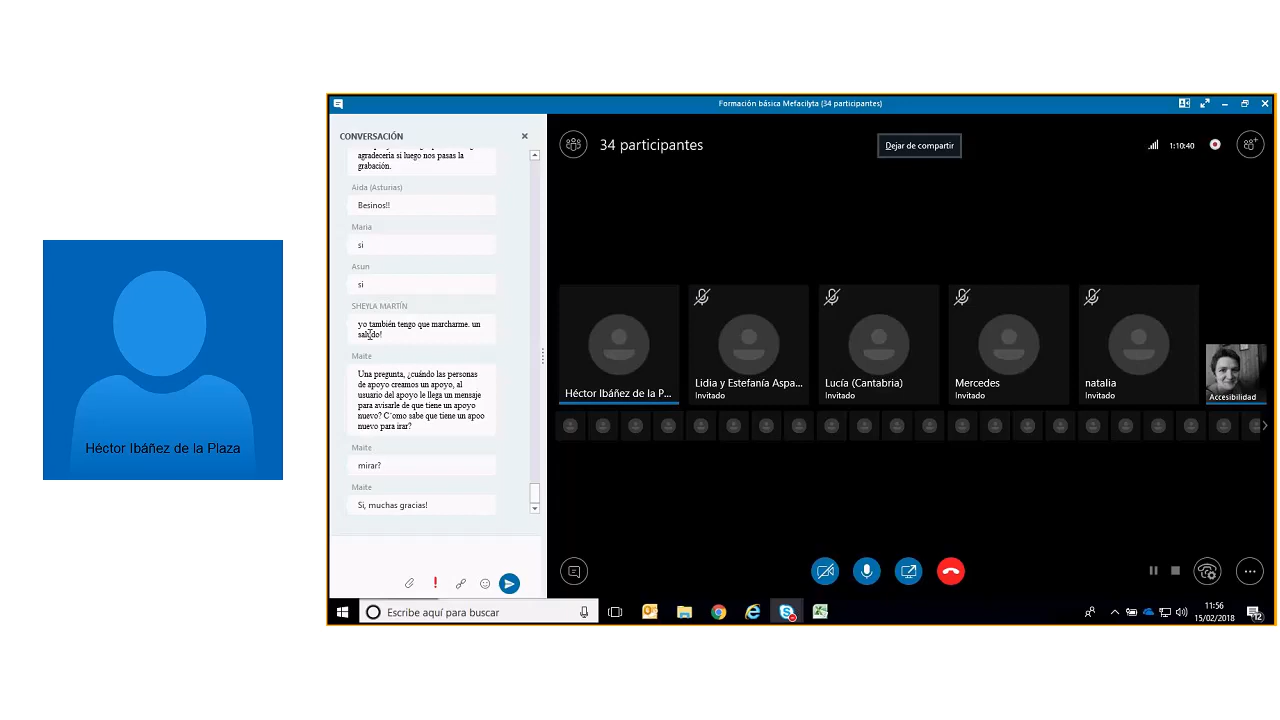 Formación básica Mefacilyta (34 participantes)
CONVERSACIÓN
agradecería si luego nos pasas la
grabación.
Aida (Asturias)
Besinos!!
Maria
si
Asun
si
SHEYLA MARTÍN
yo también tengo que marcharme. un
saludo!
Maite
Una pregunta, ¿cuándo las personas
de apoyo creamos un apoyo, al
usuario del apoyo le llega un mensaje
para avisarle de que tiene un apoyo
nuevo? C`omo sabe que tiene un apoo
nuevo para irar?
Maite
mirar?
Maite
Si, muchas gracias!
34 participantes
Dejar de compartir
1:10:40
Héctor Ibáñez de la P...
Lidia y Estefanía Aspa...
Invitado
Lucía (Cantabria)
Invitado
Mercedes
Invitado
natalia
Invitado
Accesibilidad
Héctor Ibáñez de la Plaza
Escribe aquí para buscar
11:56
15/02/2018
12